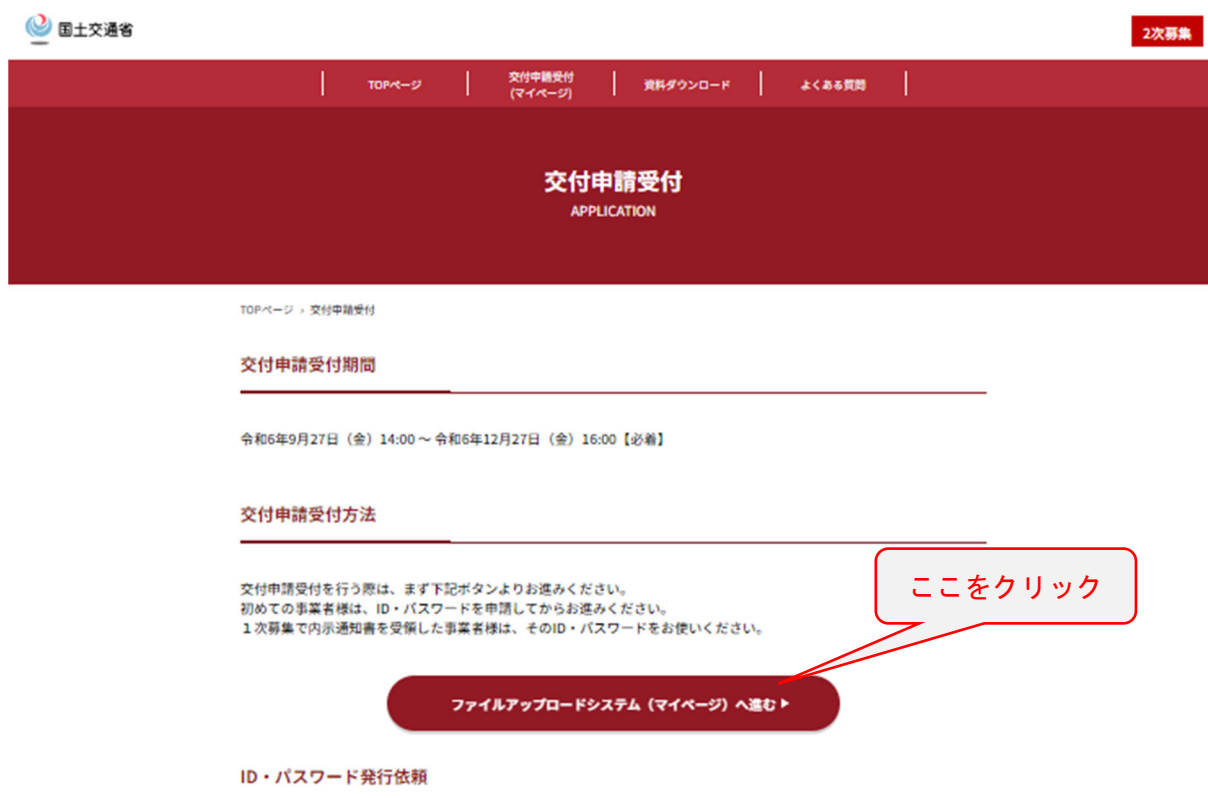 国土交通省
2次募集
TOPページ
交付申請受付
(マイページ)
資料ダウンロード
よくある質問
交付申請受付
APPLICATION
TOPページ › 交付申請受付
交付申請受付期間
令和6年9月27日（金）14:00 ～ 令和6年12月27日（金）16:00【必着】
交付申請受付方法
交付申請受付を行う際は、まず下記ボタンよりお進みください。
初めての事業者様は、ID・パスワードを申請してからお進みください。
１次募集で内示通知書を受領した事業者様は、そのID・パスワードをお使いください。
ここをクリック
ファイルアップロードシステム（マイページ）へ進む▶
ID・パスワード発行依頼